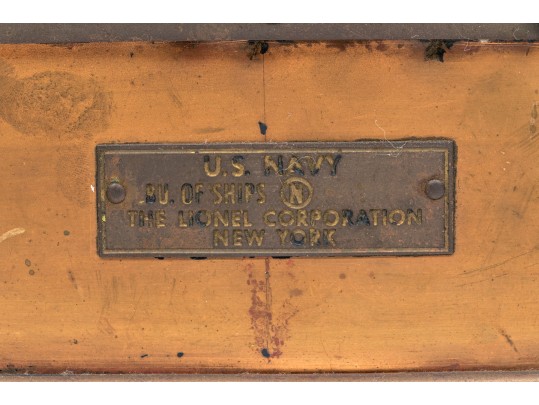 U.S. NAVY
BU. OF SHIPS N
THE LIONEL CORPORATION
NEW YORK